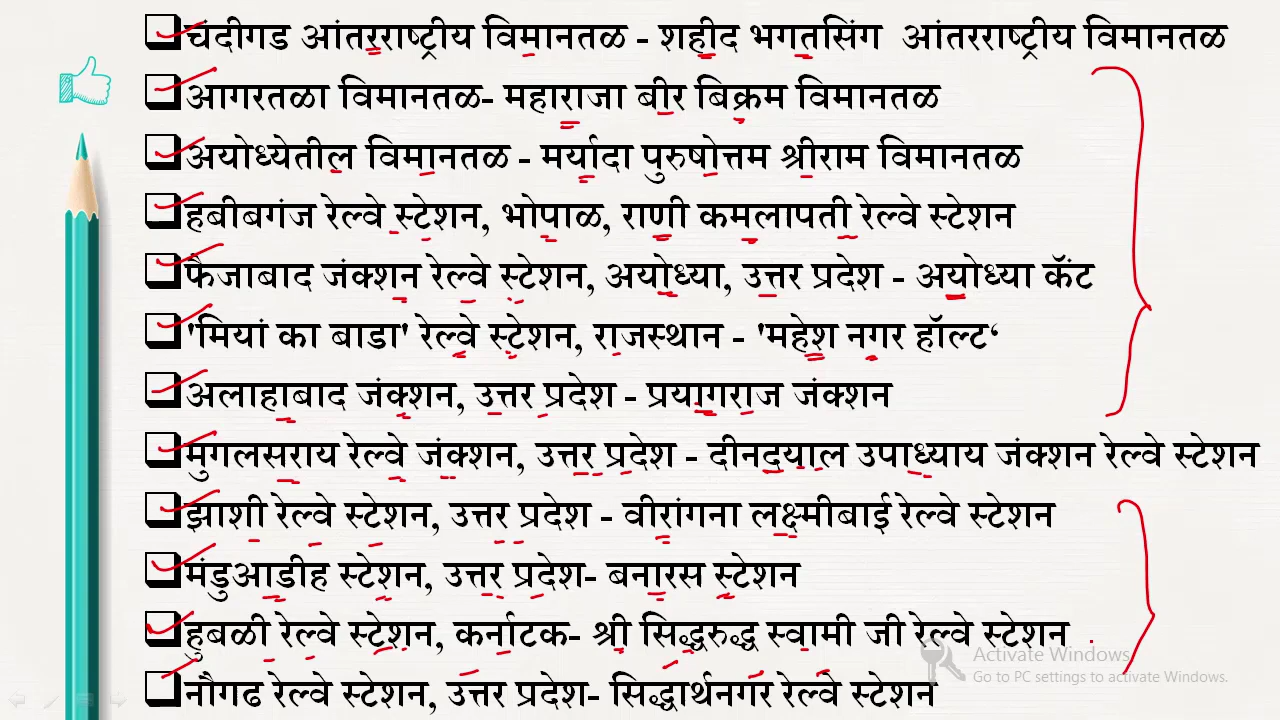 चंदीगड आंतरराष्ट्रीय विमानतळ - शहीद भगतसिंग आंतरराष्ट्रीय विमानतळ
आगरतळा विमानतळ- महाराजा बीर बिक्रम विमानतळ
अयोध्येतील विमानतळ - मर्यादा पुरुषोत्तम श्रीराम विमानतळ
हबीबगंज रेल्वे स्टेशन, भोपाळ, राणी कमलापती रेल्वे स्टेशन
फैजाबाद जंक्शन रेल्वे स्टेशन, अयोध्या, उत्तर प्रदेश - अयोध्या कॅंट
'मियां का बाडा' रेल्वे स्टेशन, राजस्थान - 'महेश नगर हॉल्ट‘
अलाहाबाद जंक्शन, उत्तर प्रदेश - प्रयागराज जंक्शन
मुगलसराय रेल्वे जंक्शन, उत्तर प्रदेश - दीनदयाल उपाध्याय जंक्शन रेल्वे स्टेशन
झाशी रेल्वे स्टेशन, उत्तर प्रदेश - वीरांगना लक्ष्मीबाई रेल्वे स्टेशन
मंडुआडीह स्टेशन, उत्तर प्रदेश- बनारस स्टेशन
हुबळी रेल्वे स्टेशन, कर्नाटक- श्री सिद्धरुद्ध स्वामी जी रेल्वे स्टेशन
नौगढ रेल्वे स्टेशन, उत्तर प्रदेश- सिद्धार्थनगर रेल्वे स्टेशन
Activate Windows
Go to PC settings to activate Windows.